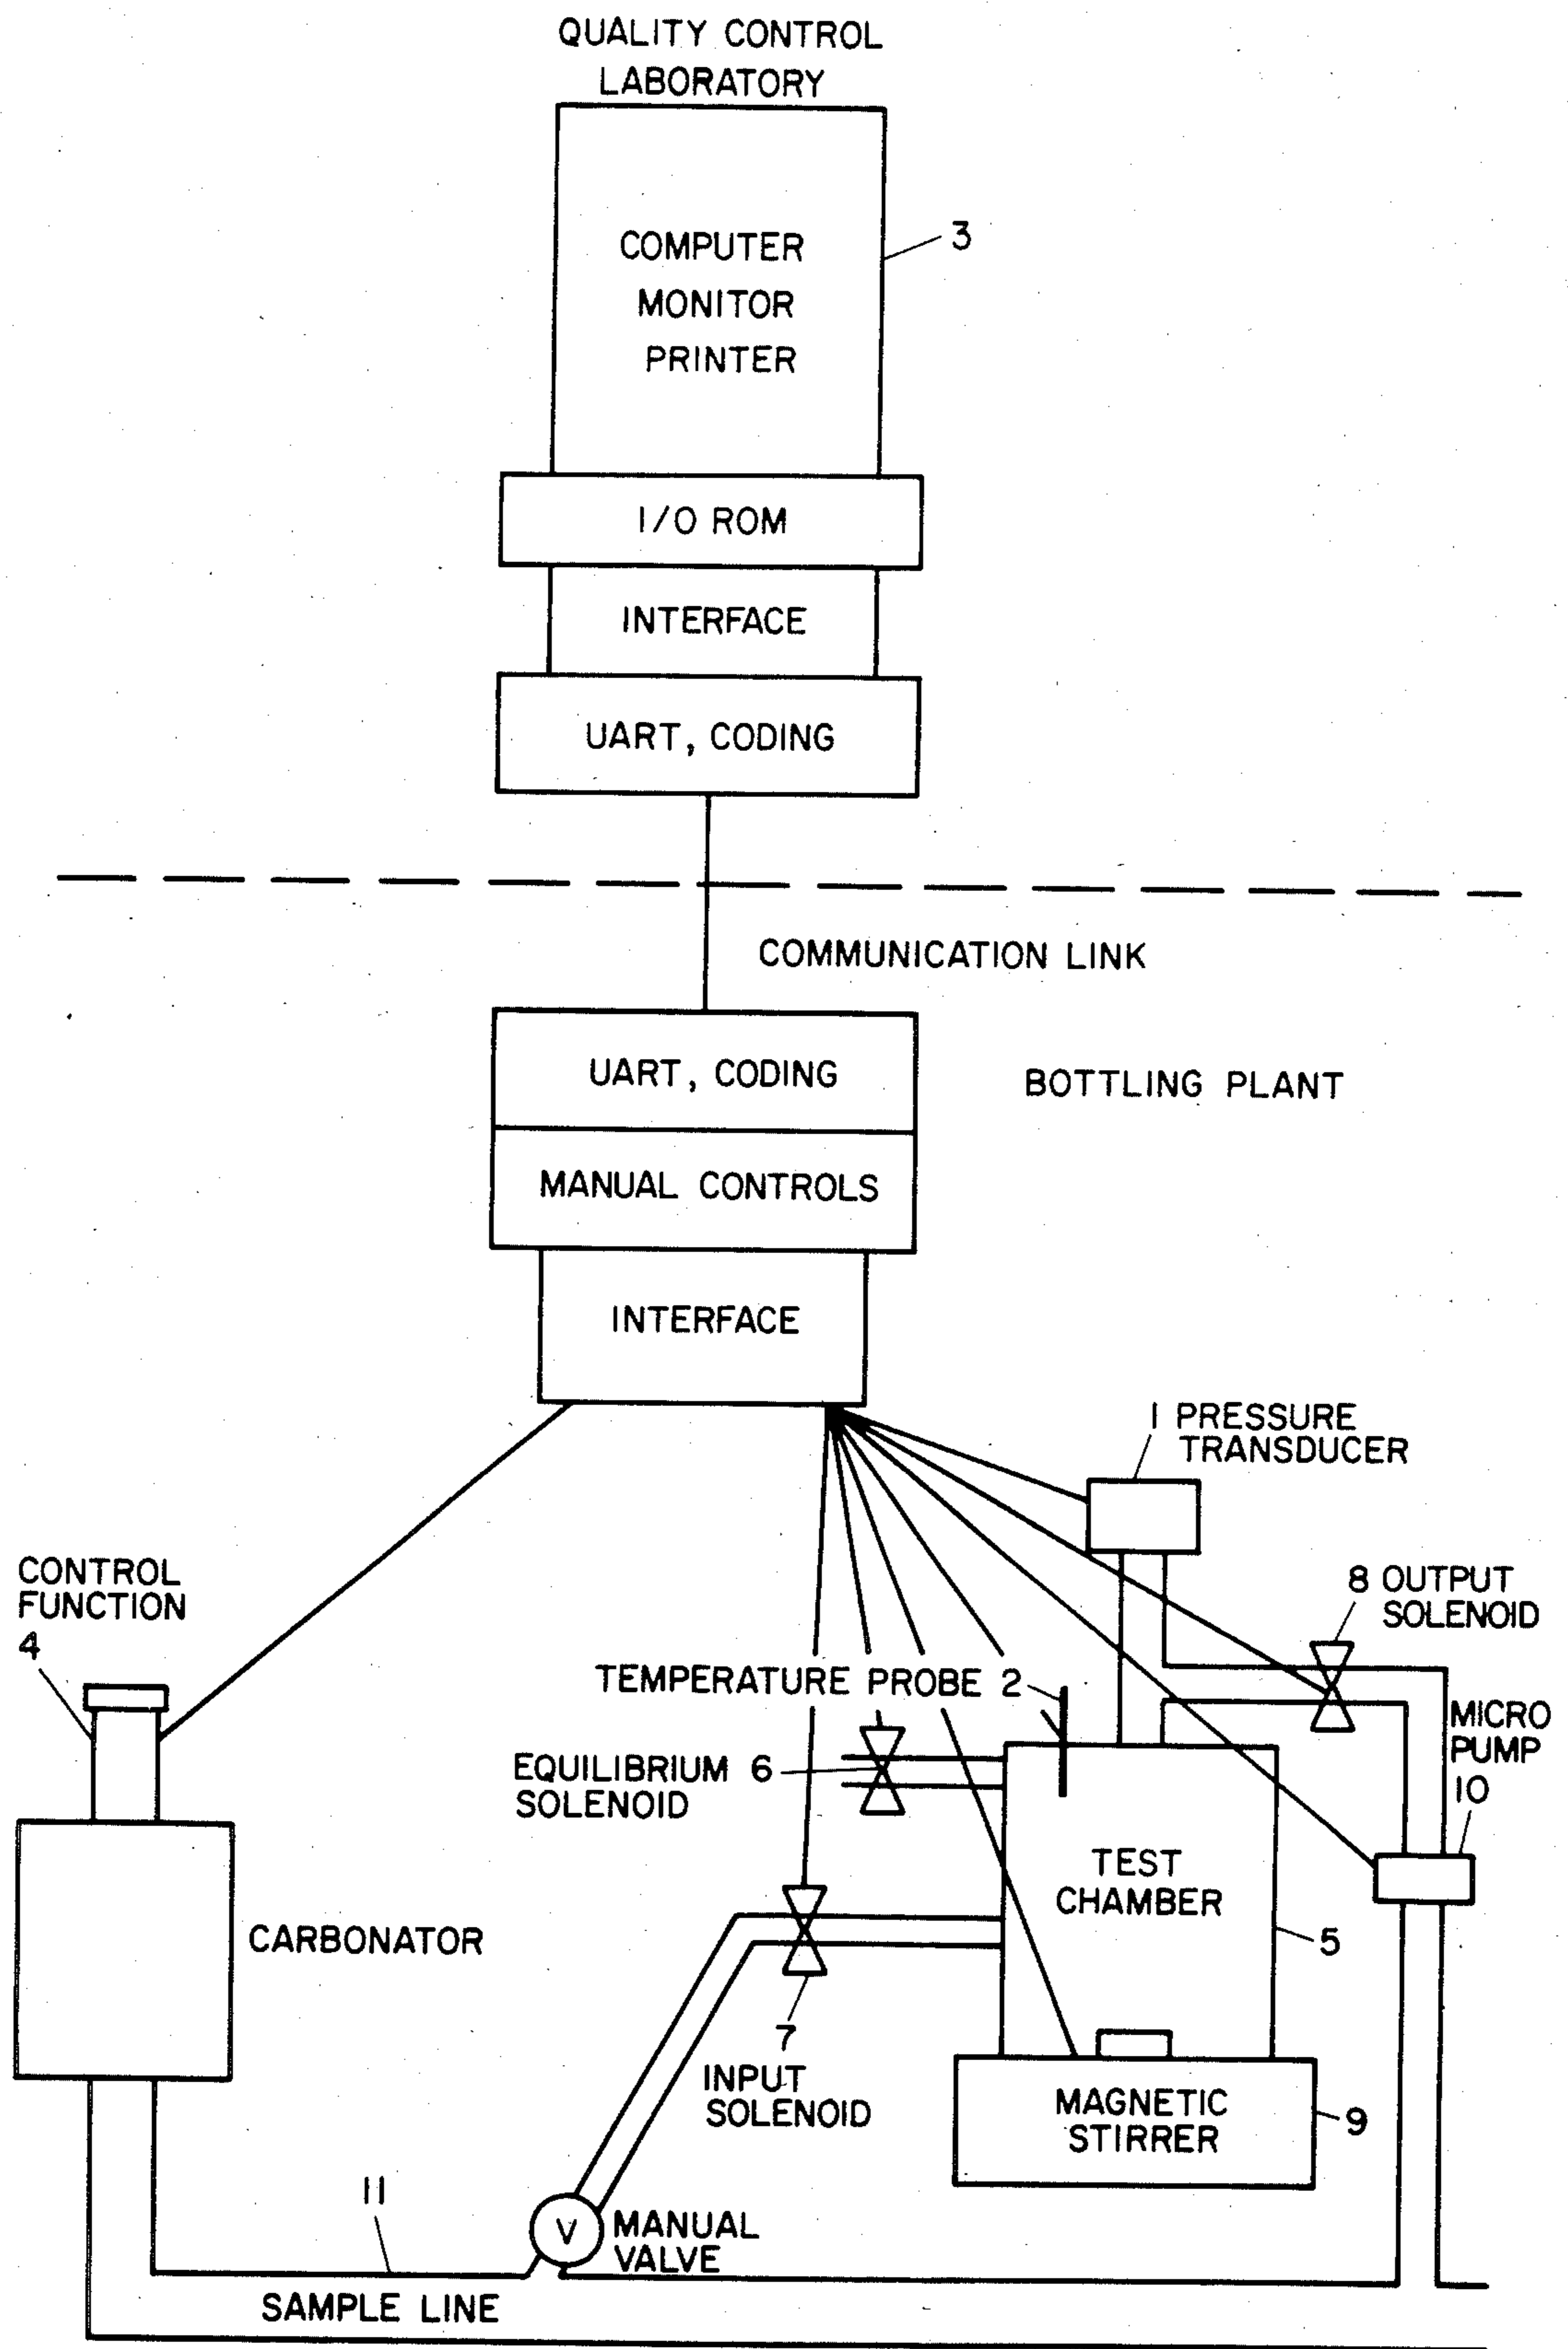 QUALITY CONTROL
LABORATORY
COMPUTER
MONITOR
PRINTER
3
I/O ROM
INTERFACE
UART, CODING
COMMUNICATION LINK
UART, CODING
BOTTLING PLANT
MANUAL CONTROLS
INTERFACE
1 PRESSURE
TRANSDUCER
CONTROL
FUNCTION
4
8 OUTPUT
SOLENOID
TEMPERATURE PROBE 2
MICRO
PUMP
10
EQUILIBRIUM 6
SOLENOID
TEST
CHAMBER
5
CARBONATOR
7
INPUT
SOLENOID
MAGNETIC
STIRRER
9
11
V
MANUAL
VALVE
SAMPLE LINE